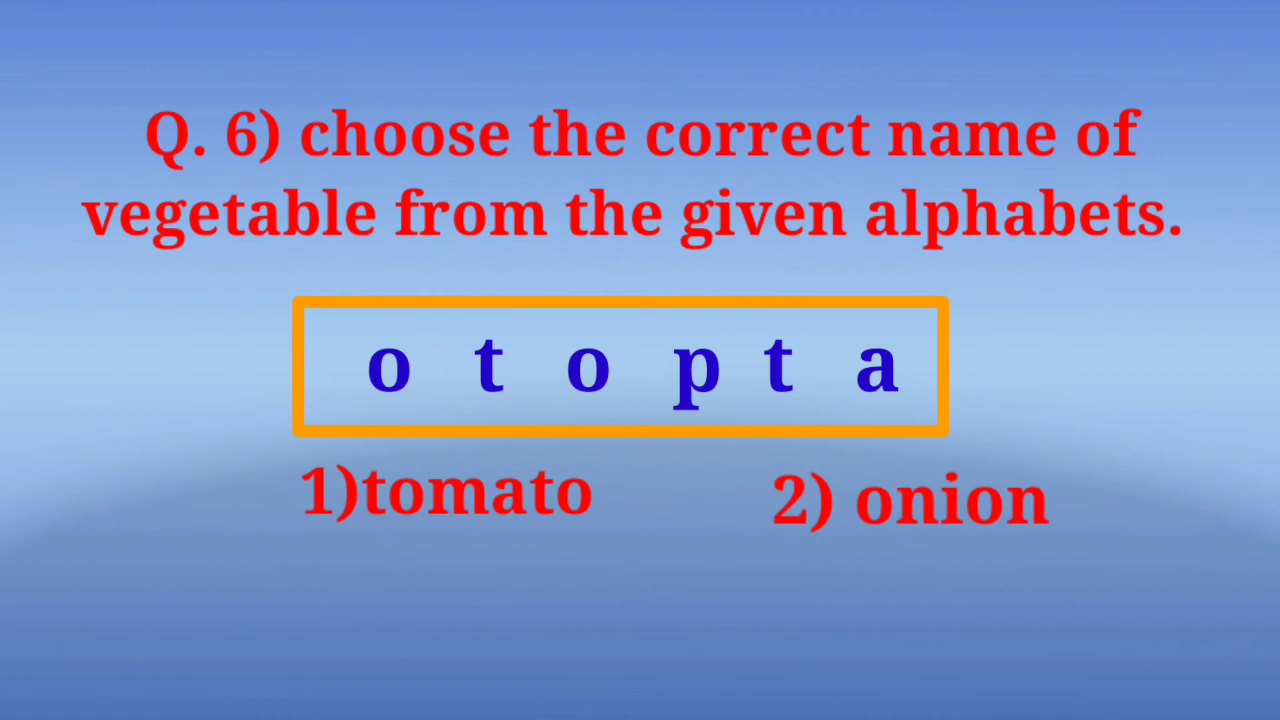 Q. 6) choose the correct name of
vegetable from the given alphabets.
o t o p t a
1)tomato 2) onion